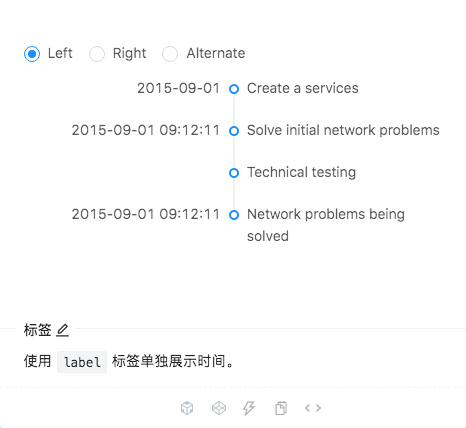 Left Right Alternate
2015-09-01 Create a services
2015-09-01 09:12:11 Solve initial network problems
Technical testing
2015-09-01 09:12:11 Network problems being
solved
标签
使用 label 标签单独展示时间。